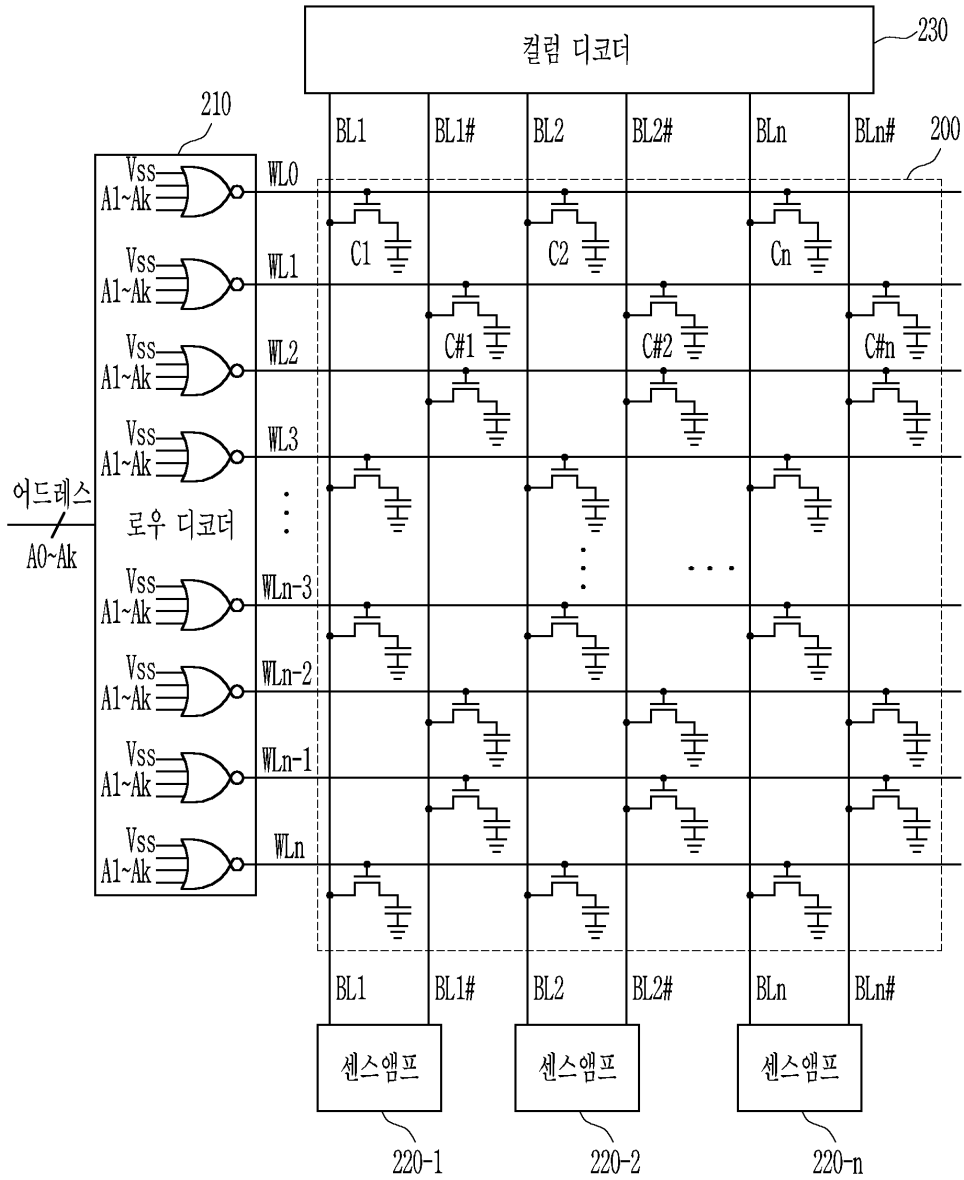 컬럼 디코더
230
210
BL1
BL1#
BL2
BL2#
BLn
BLn#
200
Vss
A1~Ak
WL0
C1
C2
Cn
Vss
A1~Ak
WL1
C#1
C#2
C#n
Vss
A1~Ak
WL2
Vss
A1~Ak
WL3
어드레스
A0~Ak
로우 디코더
Vss
A1~Ak
WLn-3
Vss
A1~Ak
WLn-2
Vss
A1~Ak
WLn-1
Vss
A1~Ak
WLn
BL1
BL1#
BL2
BL2#
BLn
BLn#
센스앰프
센스앰프
센스앰프
220-1
220-2
220-n